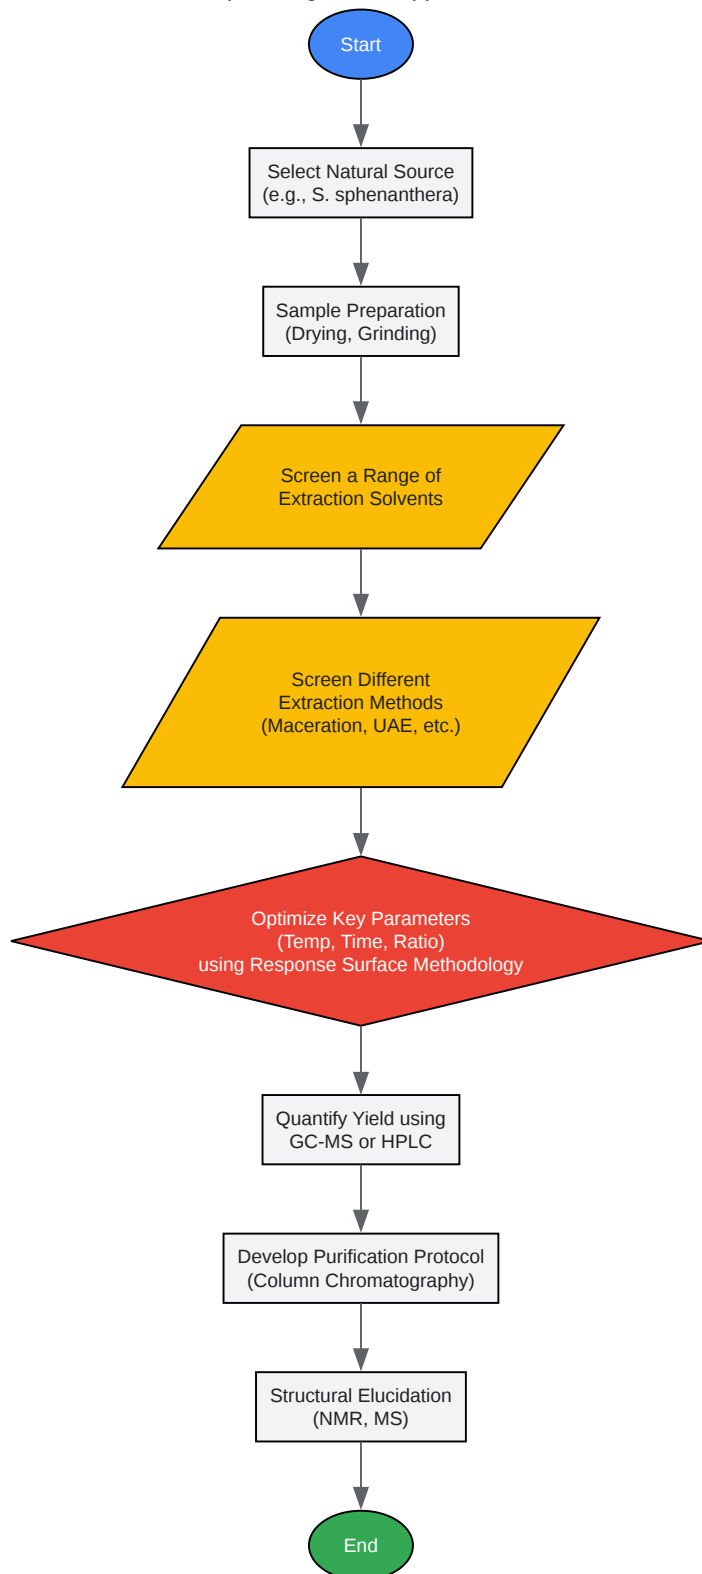 Start
Select Natural Source
(e.g., S. sphenanthera)
Sample Preparation
(Drying, Grinding)
Screen a Range of
Extraction Solvents
Screen Different
Extraction Methods
(Maceration, UAE, etc.)
Optimize Key Parameters
(Temp, Time, Ratio)
using Response Surface Methodology
Quantify Yield using
GC-MS or HPLC
Develop Purification Protocol
(Column Chromatography)
Structural Elucidation
(NMR, MS)
End